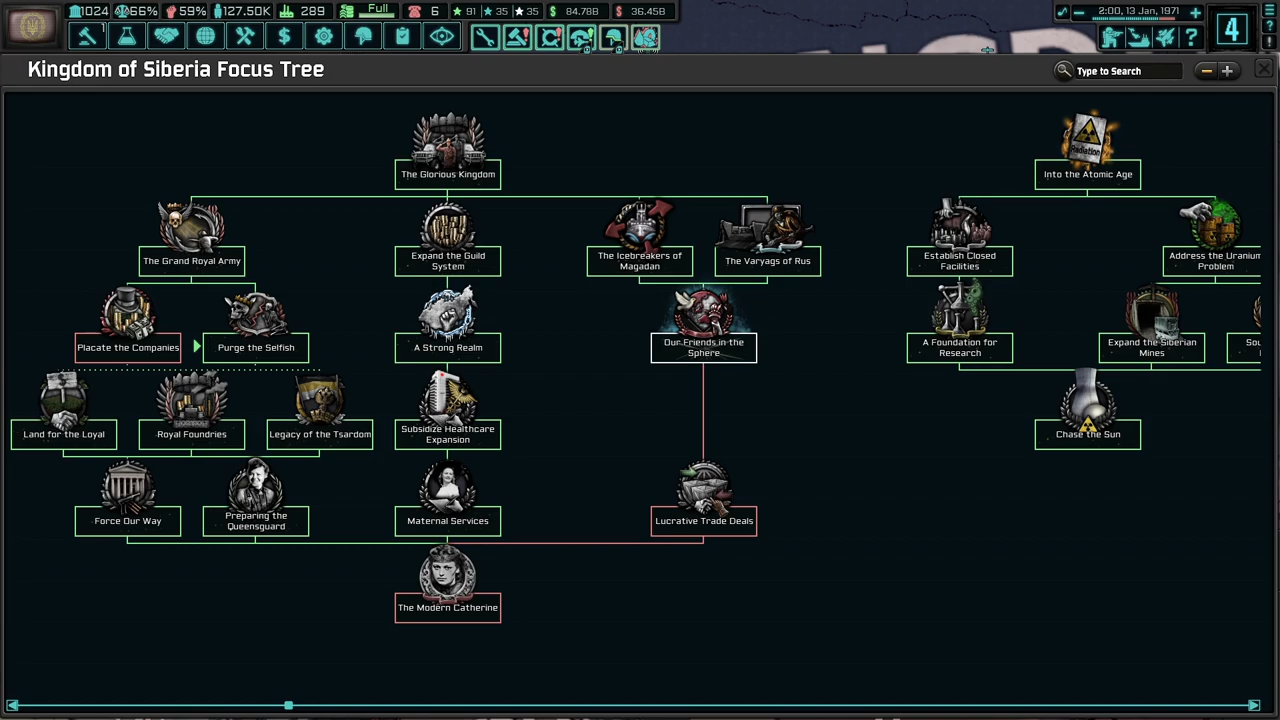 1024 66% 59% 127.50K 289 Full 6 91 35 35 $ 84.78B $ 36.45B
2:00, 13 Jan, 1971
4
1
Kingdom of Siberia Focus Tree
Type to Search
The Glorious Kingdom
Radiation
Into the Atomic Age
The Grand Royal Army
Expand the Guild
System
The Icebreakers of
Magadan
The Varyags of Rus
Establish Closed
Facilities
Address the Uranium
Problem
Placate the Companies
Purge the Selfish
A Strong Realm
Our Friends in the
Sphere
A Foundation for
Research
Expand the Siberian
Mines
Sou
Land for the Loyal
Royal Foundries
Legacy of the Tsardom
Subsidize Healthcare
Expansion
Chase the Sun
Force Our Way
Preparing the
Queensguard
Maternal Services
Lucrative Trade Deals
The Modern Catherine